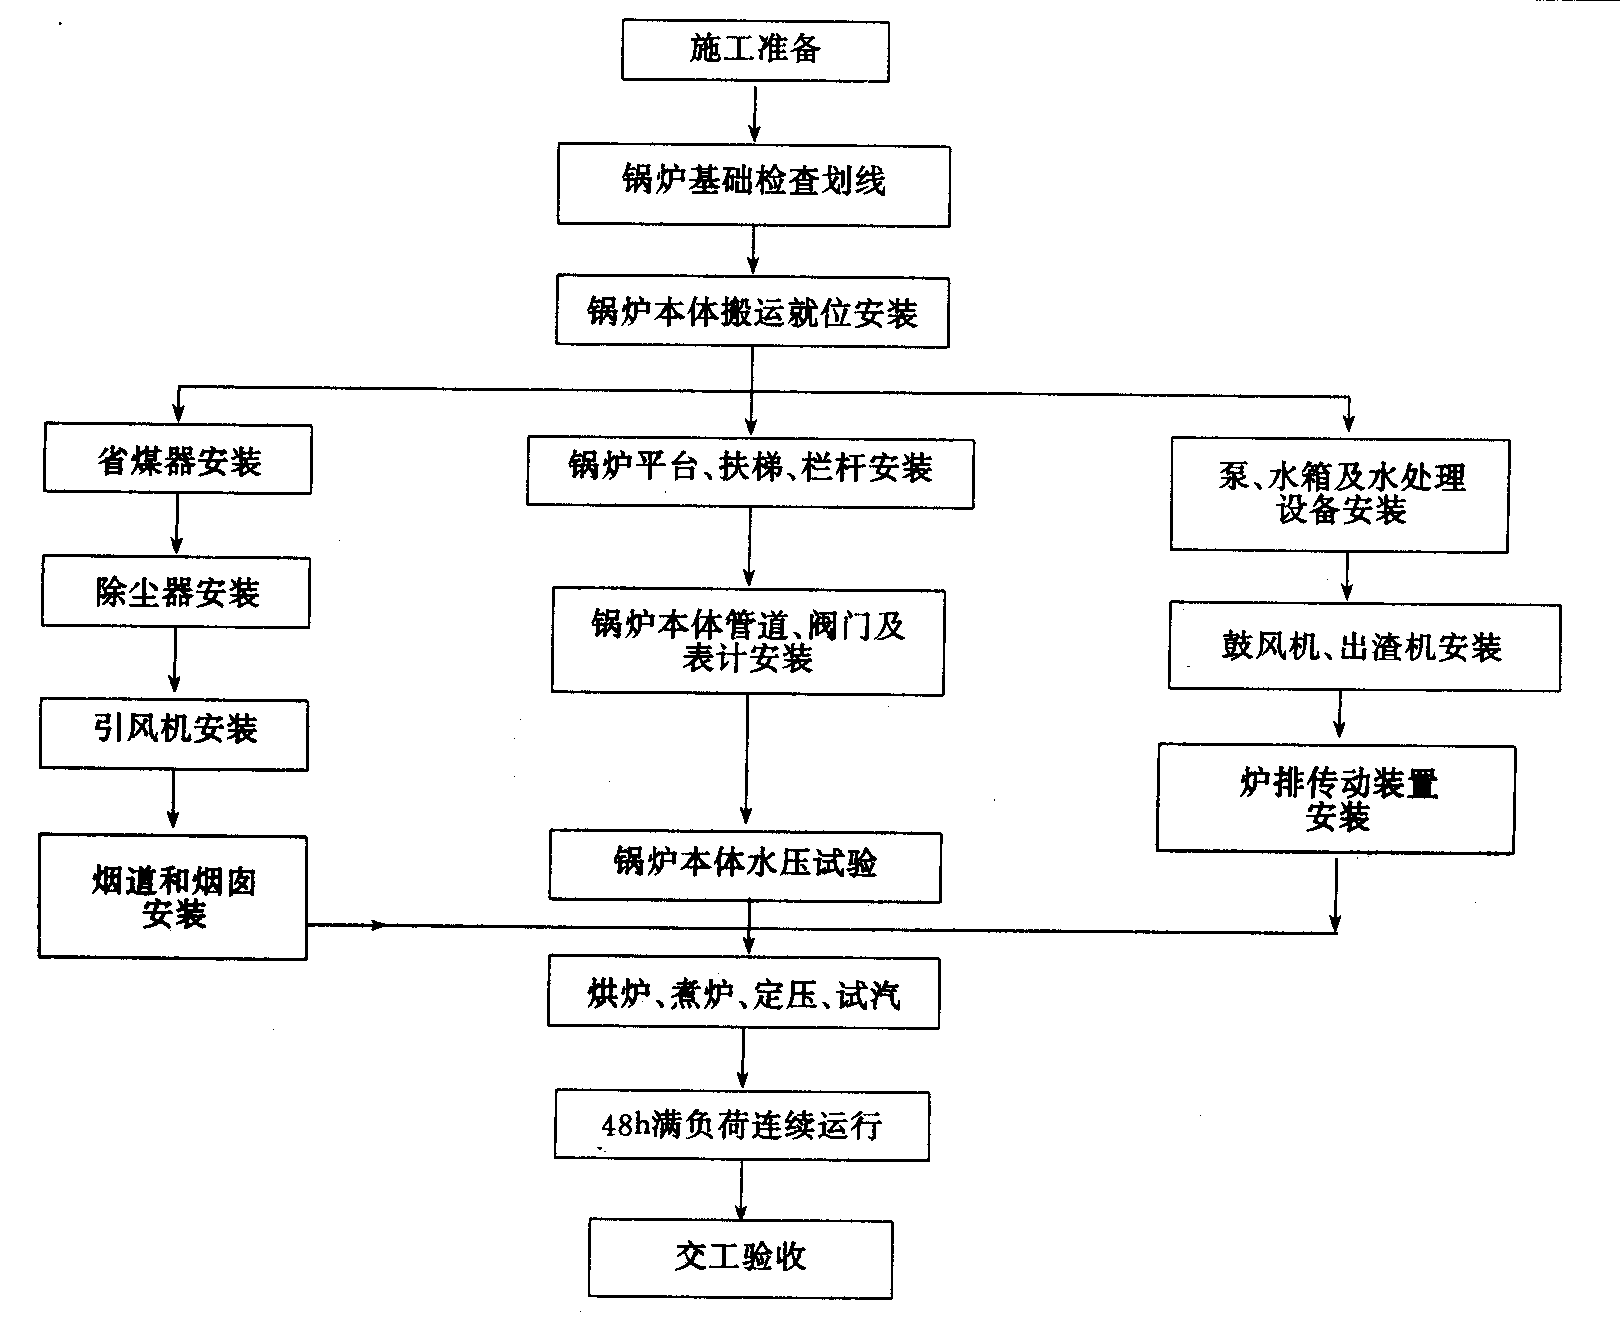 施工准备
锅炉基础检查划线
锅炉本体搬运就位安装
省煤器安装
锅炉平台、扶梯、栏杆安装
泵、水箱及水处理
设备安装
除尘器安装
锅炉本体管道、阀门及
表计安装
鼓风机、出渣机安装
引风机安装
炉排传动装置
安装
烟道和烟囱
安装
锅炉本体水压试验
烘炉、煮炉、定压、试汽
48h满负荷连续运行
交工验收